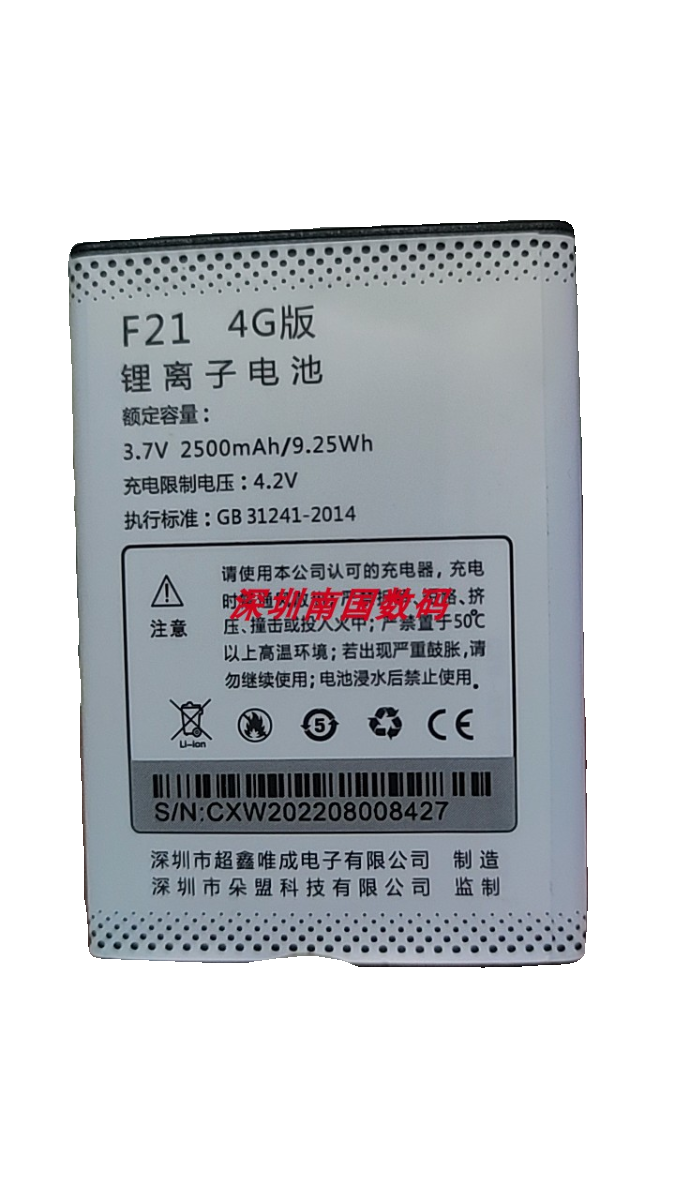 F21 4G版
锂离子电池
额定容量：
3.7V 2500mAh/9.25Wh
充电限制电压：4.2V
执行标准：GB 31241-2014
请使用本公司认可的充电器，充电
时
深圳南国数码
压、撞击或投入火中；严禁置于50℃
注意
以上高温环境；若出现严重鼓胀，请
勿继续使用；电池浸水后禁止使用。
Li-ion
5
CE
S/N:CXW202208008427
深圳市超鑫唯成电子有限公司 制造
深圳市朵盟科技有限公司 监制